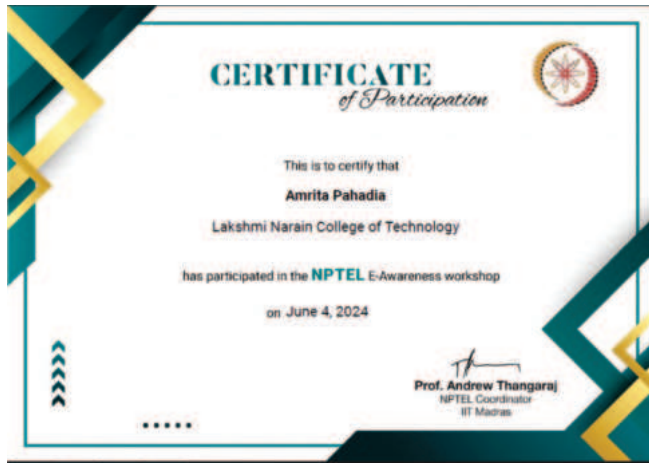 CERTIFICATE
of Participation
This is to certify that
Amrita Pahadia
Lakshmi Narain College of Technology
has participated in the NPTEL E-Awareness workshop
on June 4, 2024
Prof. Andrew Thangaraj
NPTEL Coordinator
IIT Madras